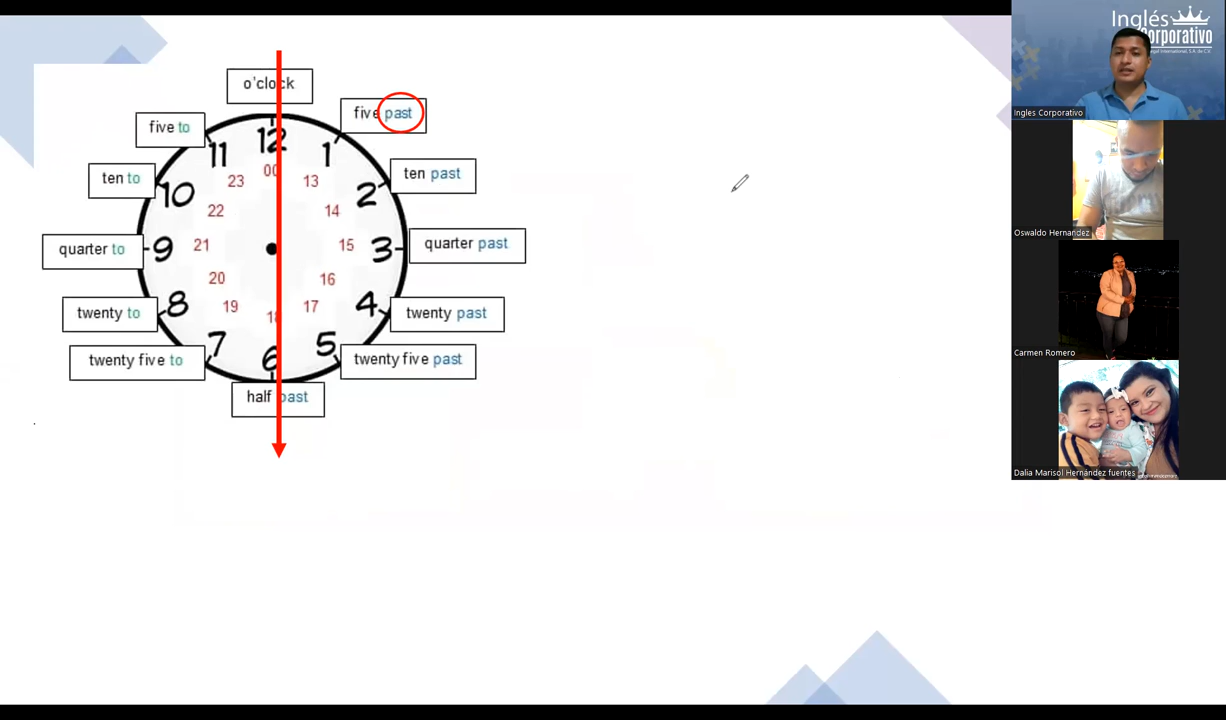 o'clock
five past
ten past
quarter past
twenty past
twenty five past
half past
twenty five to
twenty to
quarter to
ten to
five to
12
1
2
3
4
5
6
7
8
9
10
11
00
13
14
15
16
17
18
19
20
21
22
23
Inglés
Corporativo
Ingles Corporativo
Oswaldo Hernandez
Carmen Romero
Dalia Marisol Hernández fuentes